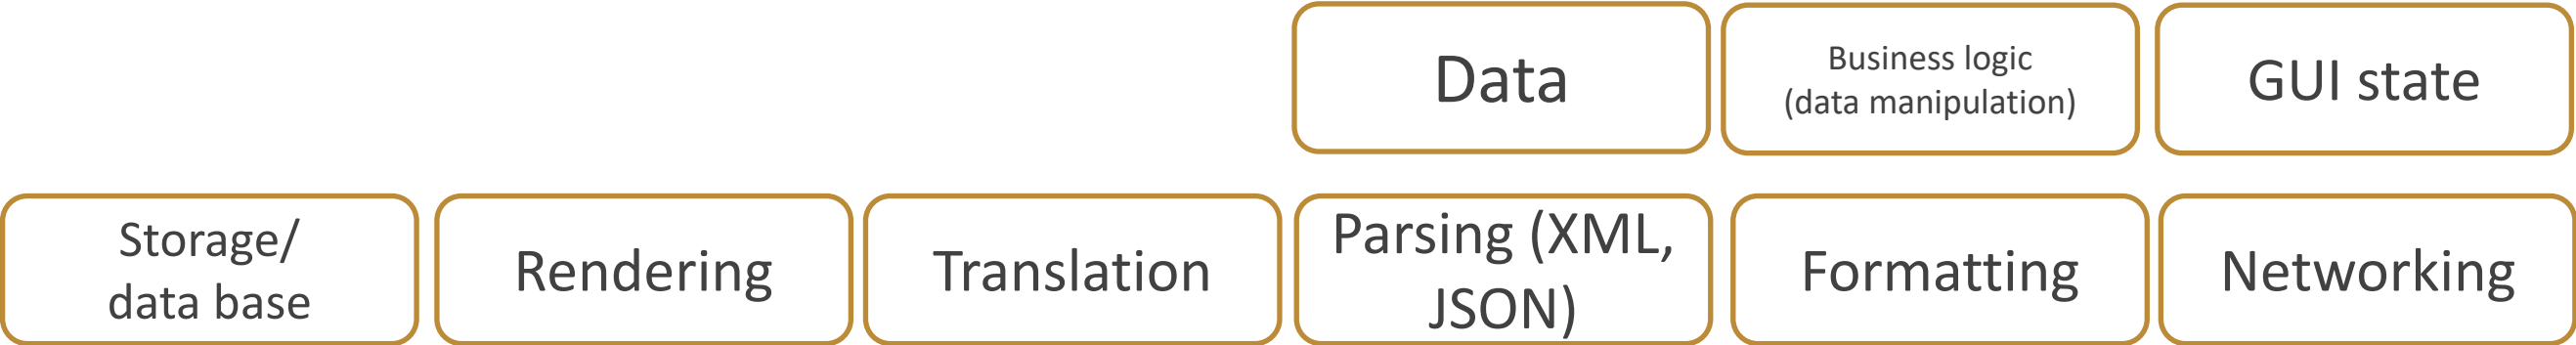 Data
Business logic
(data manipulation)
GUI state
Storage/
data base
Rendering
Translation
Parsing (XML,
JSON)
Formatting
Networking